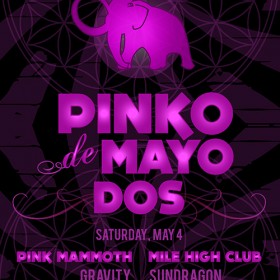 PINKO
de MAYO
DOS
SATURDAY, MAY 4
PINK MAMMOTH MILE HIGH CLUB
GRAVITY SUNDRAGON